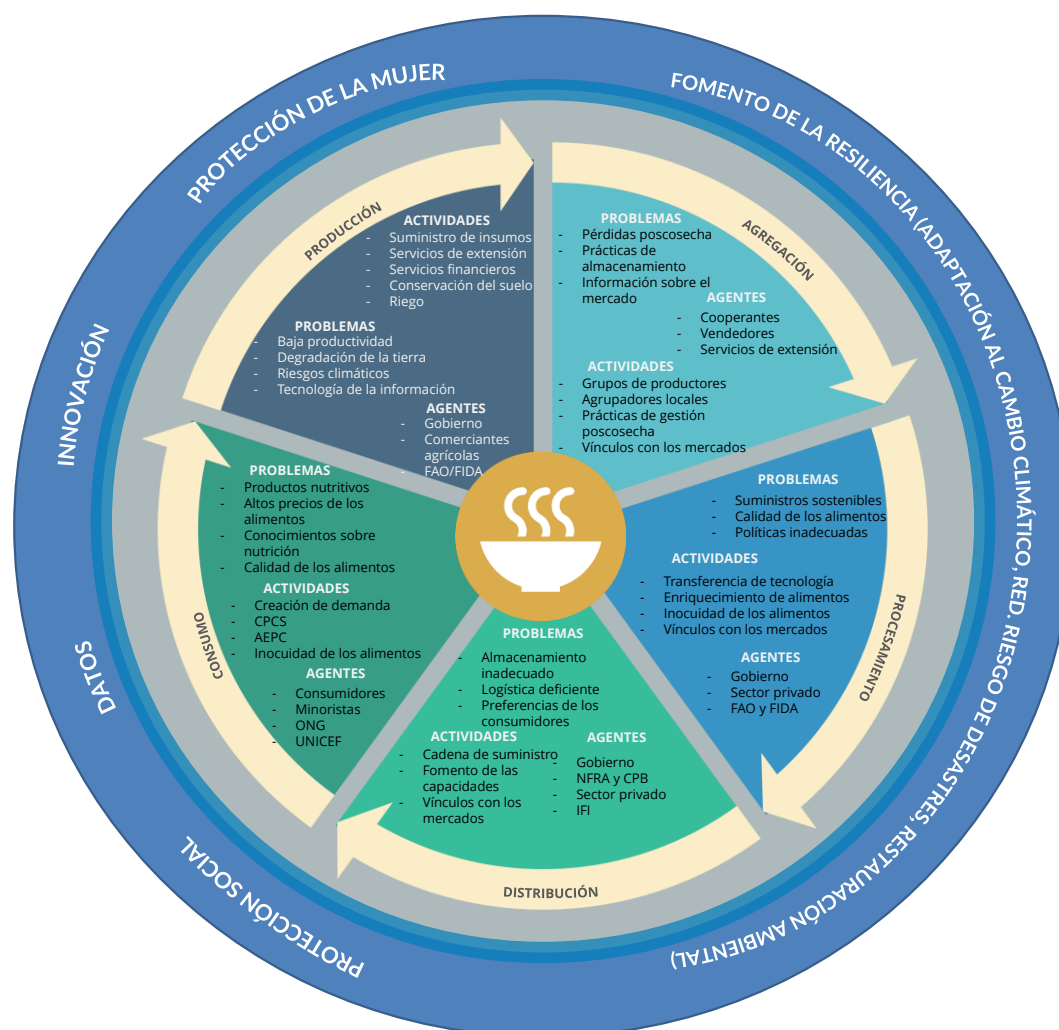 PROTECCIÓN DE LA MUJER
FOMENTO DE LA RESILIENCIA (ADAPTACIÓN AL CAMBIO CLIMÁTICO, RED. RIESGO DE DESASTRES, RESTAURACIÓN AMBIENTAL)
INNOVACIÓN
DATOS
PROTECCIÓN SOCIAL
PRODUCCIÓN
ACTIVIDADES
- Suministro de insumos
- Servicios de extensión
- Servicios financieros
- Conservación del suelo
- Riego
PROBLEMAS
- Baja productividad
- Degradación de la tierra
- Riesgos climáticos
- Tecnología de la información
AGENTES
- Gobierno
- Comerciantes
agrícolas
- FAO/FIDA
AGREGACIÓN
PROBLEMAS
- Pérdidas poscosecha
- Prácticas de
almacenamiento
- Información sobre el
mercado
AGENTES
- Cooperantes
- Vendedores
- Servicios de extensión
ACTIVIDADES
- Grupos de productores
- Agrupadores locales
- Prácticas de gestión
poscosecha
- Vínculos con los mercados
PROCESAMIENTO
PROBLEMAS
- Suministros sostenibles
- Calidad de los alimentos
- Políticas inadecuadas
ACTIVIDADES
- Transferencia de tecnología
- Enriquecimiento de alimentos
- Inocuidad de los alimentos
- Vínculos con los mercados
AGENTES
- Gobierno
- Sector privado
- FAO y FIDA
DISTRIBUCIÓN
PROBLEMAS
- Almacenamiento
inadecuado
- Logística deficiente
- Preferencias de los
consumidores
ACTIVIDADES
- Cadena de suministro
- Fomento de las
capacidades
- Vínculos con los
mercados
AGENTES
- Gobierno
- NFRA y CPB
- Sector privado
- IFI
CONSUMO
PROBLEMAS
- Productos nutritivos
- Altos precios de los
alimentos
- Conocimientos sobre
nutrición
- Calidad de los alimentos
ACTIVIDADES
- Creación de demanda
- CPCS
- AEPC
- Inocuidad de los alimentos
AGENTES
- Consumidores
- Minoristas
- ONG
- UNICEF